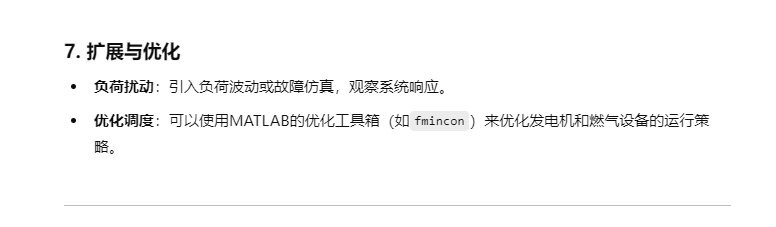 7. 扩展与优化
• 负荷扰动：引入负荷波动或故障仿真，观察系统响应。
• 优化调度：可以使用MATLAB的优化工具箱（如 fmincon ）来优化发电机和燃气设备的运行策
略。